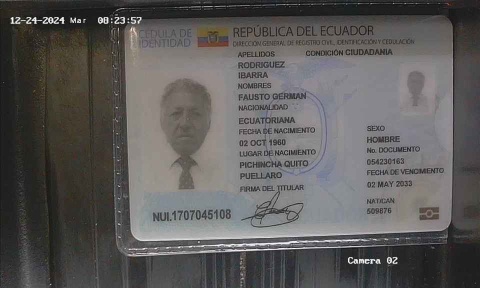 12-24-2024 Mar 08:23:57
CÉDULA DE IDENTIDAD
REPÚBLICA DEL ECUADOR
DIRECCIÓN GENERAL DE REGISTRO CIVIL, IDENTIFICACIÓN Y CEDULACIÓN
APELLIDOS CONDICIÓN CIUDADANÍA
RODRIGUEZ
IBARRA
NOMBRES
FAUSTO GERMAN
NACIONALIDAD
ECUATORIANA
FECHA DE NACIMIENTO
02 OCT 1960
LUGAR DE NACIMIENTO
PICHINCHA QUITO
PUELLARO
FIRMA DEL TITULAR
SEXO
HOMBRE
No. DOCUMENTO
054230163
FECHA DE VENCIMIENTO
02 MAY 2033
NAT/CAN
509876
NUI.1707045108
Camera 02